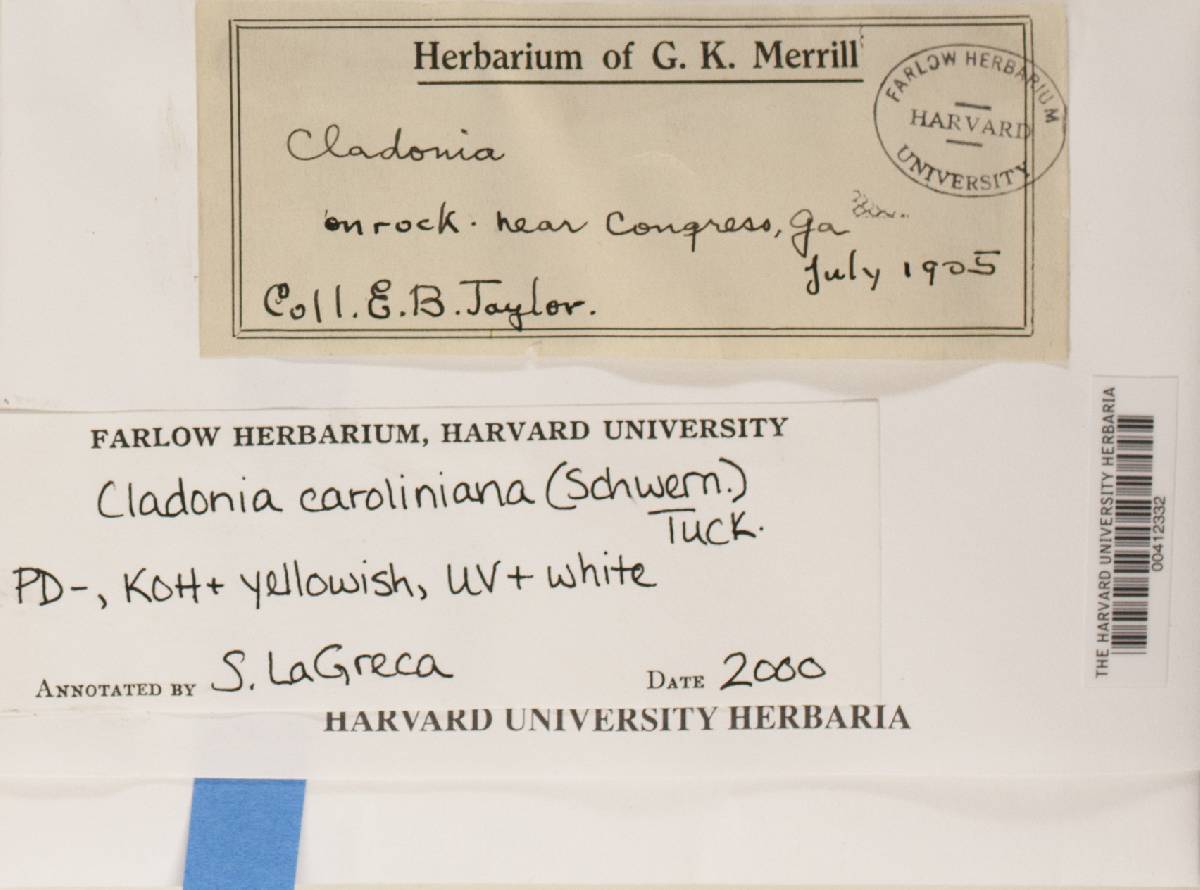 Herbarium of G. K. Merrill
FARLOW HERBARIUM
HARVARD
UNIVERSITY
Cladonia
on rock. near Congress, Ga
July 1905
Coll. E. B. Taylor.
FARLOW HERBARIUM, HARVARD UNIVERSITY
Cladonia caroliniana (Schwein.)
Tuck.
PD-, KOH+ yellowish, UV+ white
ANNOTATED BY S. LaGreca DATE 2000
HARVARD UNIVERSITY HERBARIA
THE HARVARD UNIVERSITY HERBARIA
00412332